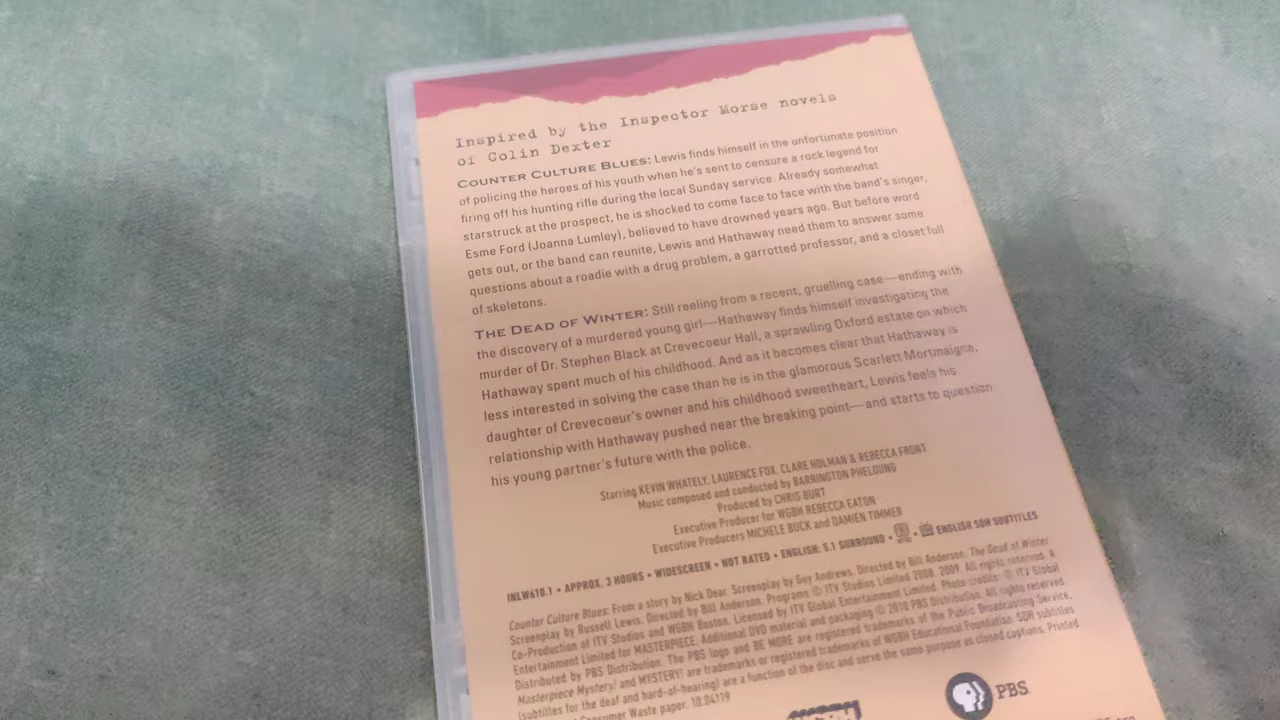 Inspired by the Inspector Morse novels
of Colin Dexter
COUNTER CULTURE BLUES: Lewis finds himself in the unfortunate position
of policing the heroes of his youth when he's sent to censure a rock legend for
firing off his hunting rifle during the local Sunday service. Already somewhat
starstruck at the prospect, he is shocked to come face to face with the band's singer,
Esme Ford (Joanna Lumley), believed to have drowned years ago. But before word
gets out, or the band can reunite, Lewis and Hathaway need them to answer some
questions about a roadie with a drug problem, a garrotted professor, and a closet full
of skeletons.
THE DEAD OF WINTER: Still reeling from a recent, gruelling case—ending with
the discovery of a murdered young girl—Hathaway finds himself investigating the
murder of Dr. Stephen Black at Crevecoeur Hall, a sprawling Oxford estate on which
Hathaway spent much of his childhood. And as it becomes clear that Hathaway is
less interested in solving the case than he is in the glamorous Scarlett Mortmaigne,
daughter of Crevecoeur's owner and his childhood sweetheart, Lewis feels his
relationship with Hathaway pushed near the breaking point—and starts to question
his young partner's future with the police.
Starring KEVIN WHATELY, LAURENCE FOX, CLARE HOLMAN & REBECCA FRONT
Music composed and conducted by BARRINGTON PHELOUNG
Produced by CHRIS BURT
Executive Producer for WGBH REBECCA EATON
Executive Producers MICHELE BUCK and DAMIEN TIMMER
INLW610.1 • APPROX. 3 HOURS • WIDESCREEN • NOT RATED • ENGLISH: 5.1 SURROUND • • ENGLISH SDH SUBTITLES
Counter Culture Blues: From a story by Nick Dear. Screenplay by Guy Andrews. Directed by Bill Anderson. The Dead of Winter
Screenplay by Russell Lewis. Directed by Bill Anderson. Programs © ITV Studios Limited 2008, 2009. All rights reserved. A
Co-Production of ITV Studios and WGBH Boston. Licensed by ITV Global Entertainment Limited. Photo credits: © ITV Global
Entertainment Limited for MASTERPIECE. Additional DVD material and packaging © 2010 PBS Distribution. All rights reserved.
Distributed by PBS Distribution. The PBS logo and BE MORE are registered trademarks of the Public Broadcasting Service.
Masterpiece Mystery! and MYSTERY! are trademarks or registered trademarks of WGBH Educational Foundation. SDH subtitles
(subtitles for the deaf and hard-of-hearing) are a function of the disc and serve the same purpose as closed captions. Printed
Consumer Waste paper. 10.04119
PBS